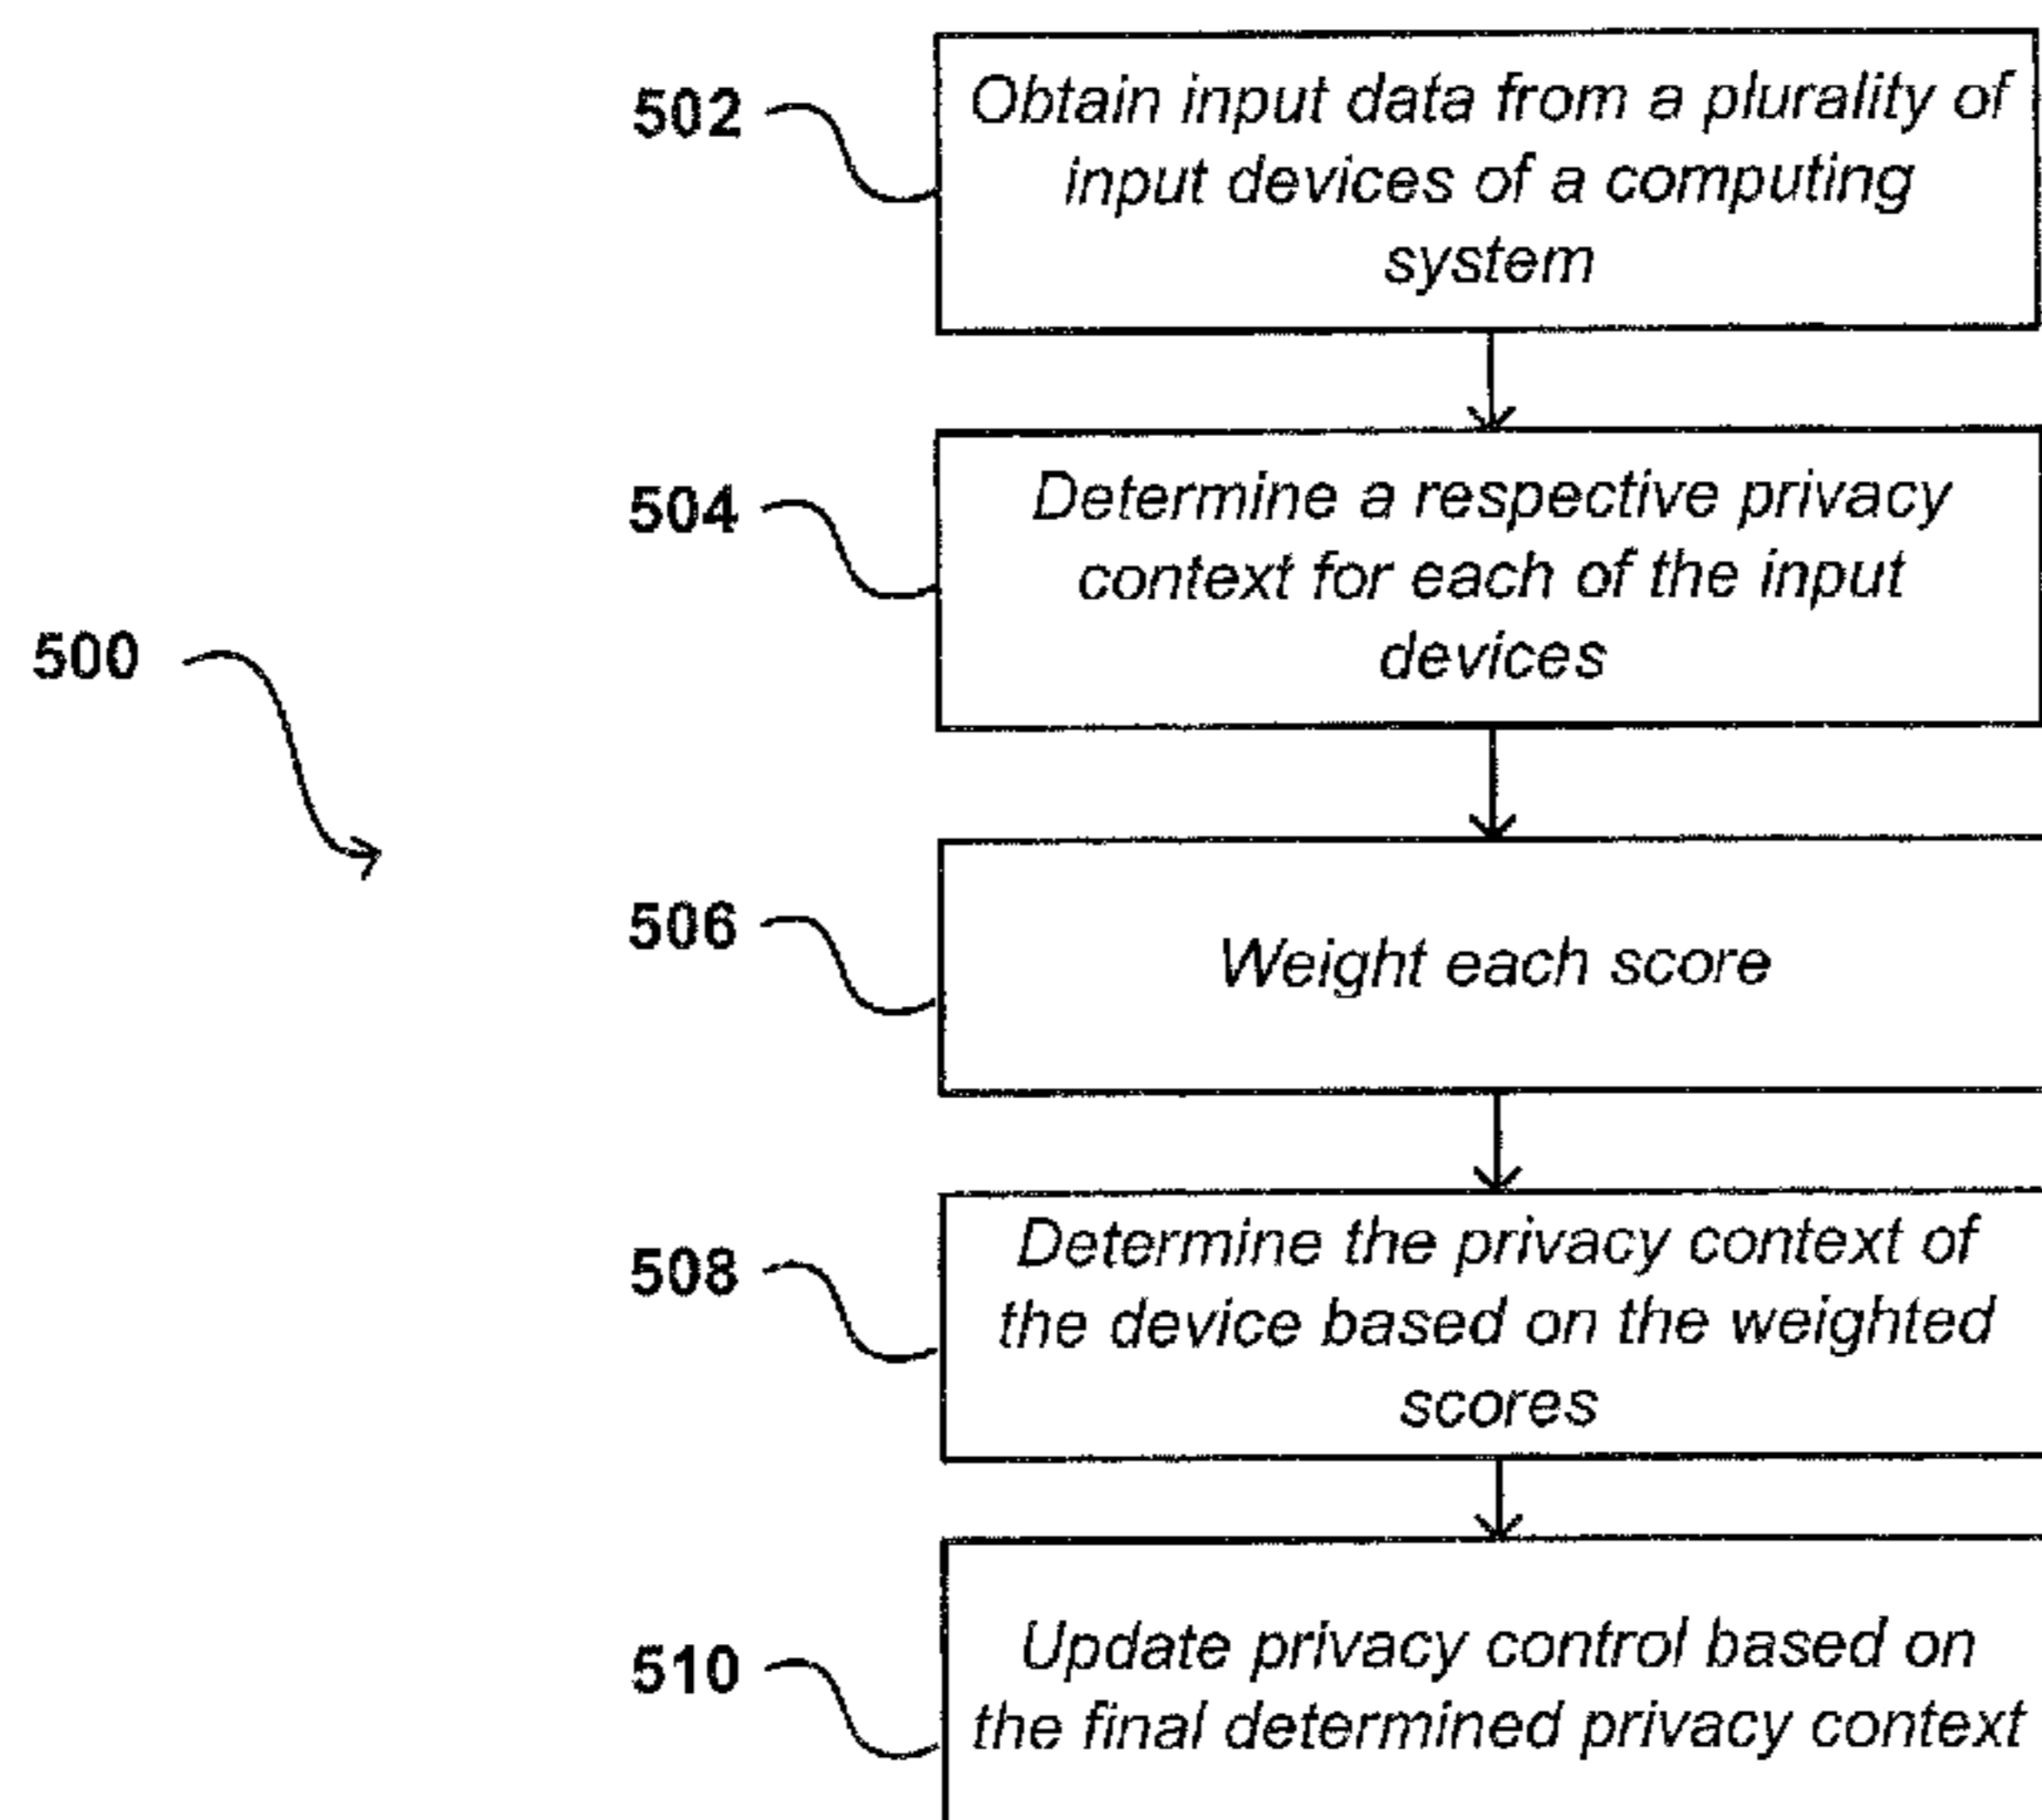 502
Obtain input data from a plurality of
input devices of a computing
system
504
Determine a respective privacy
context for each of the input
devices
500
506
Weight each score
508
Determine the privacy context of
the device based on the weighted
scores
510
Update privacy control based on
the final determined privacy context